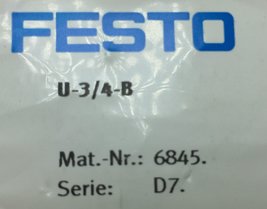 FESTO
U-3/4-B
Mat.-Nr.: 6845.
Serie: D7.